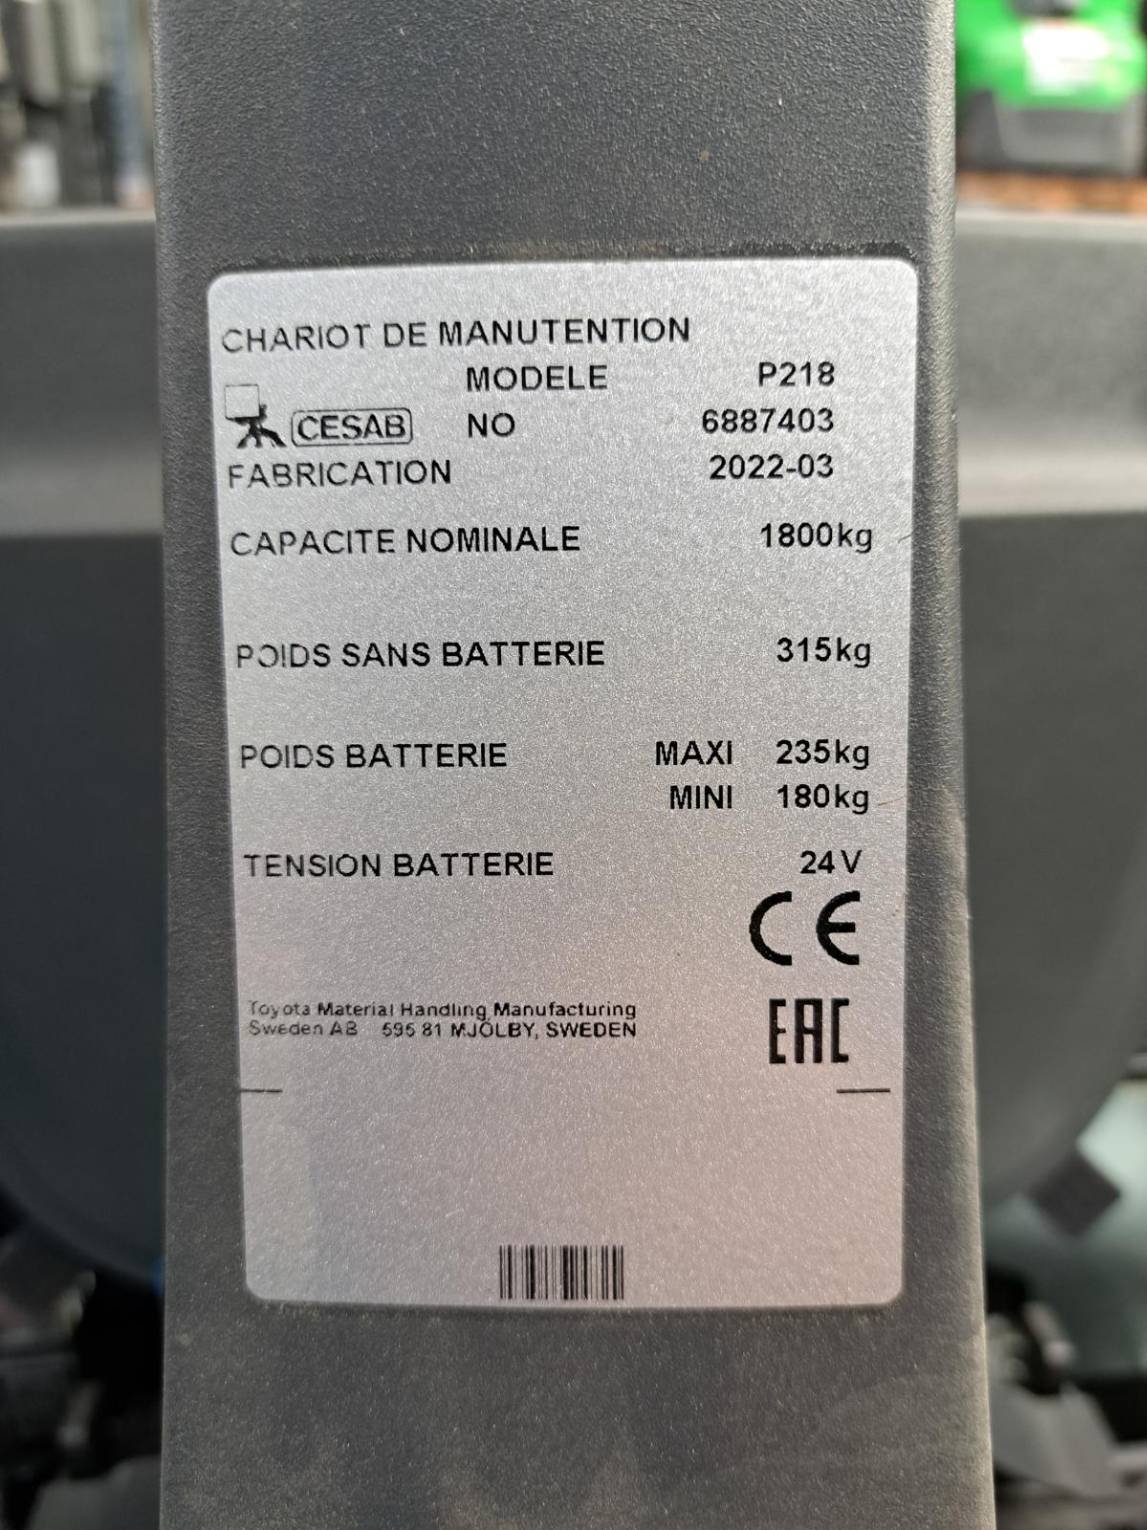 CHARIOT DE MANUTENTION
MODELE P218
CESAB NO 6887403
FABRICATION 2022-03
CAPACITE NOMINALE 1800kg
POIDS SANS BATTERIE 315kg
POIDS BATTERIE MAXI 235kg
MINI 180kg
TENSION BATTERIE 24V
CE
Toyota Material Handling Manufacturing
Sweden AB 595 81 MJÖLBY, SWEDEN
EAC